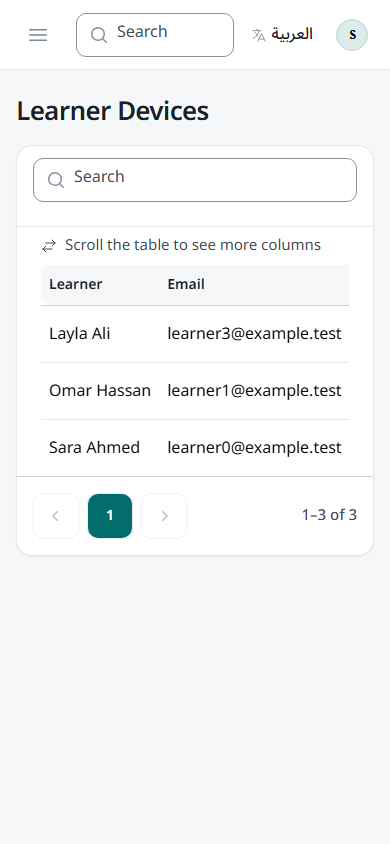 Search
العربية
S
Learner Devices
Search
Scroll the table to see more columns
Learner Email
Layla Ali learner3@example.test
Omar Hassan learner1@example.test
Sara Ahmed learner0@example.test
1
1–3 of 3